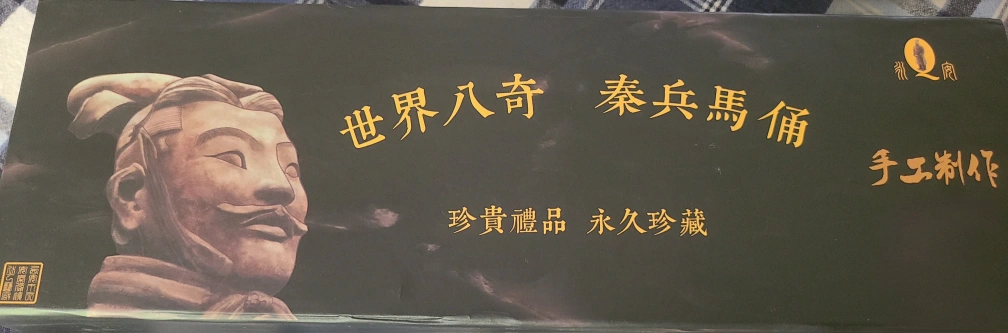 世界八奇 秦兵馬俑
珍貴禮品 永久珍藏
手工制作